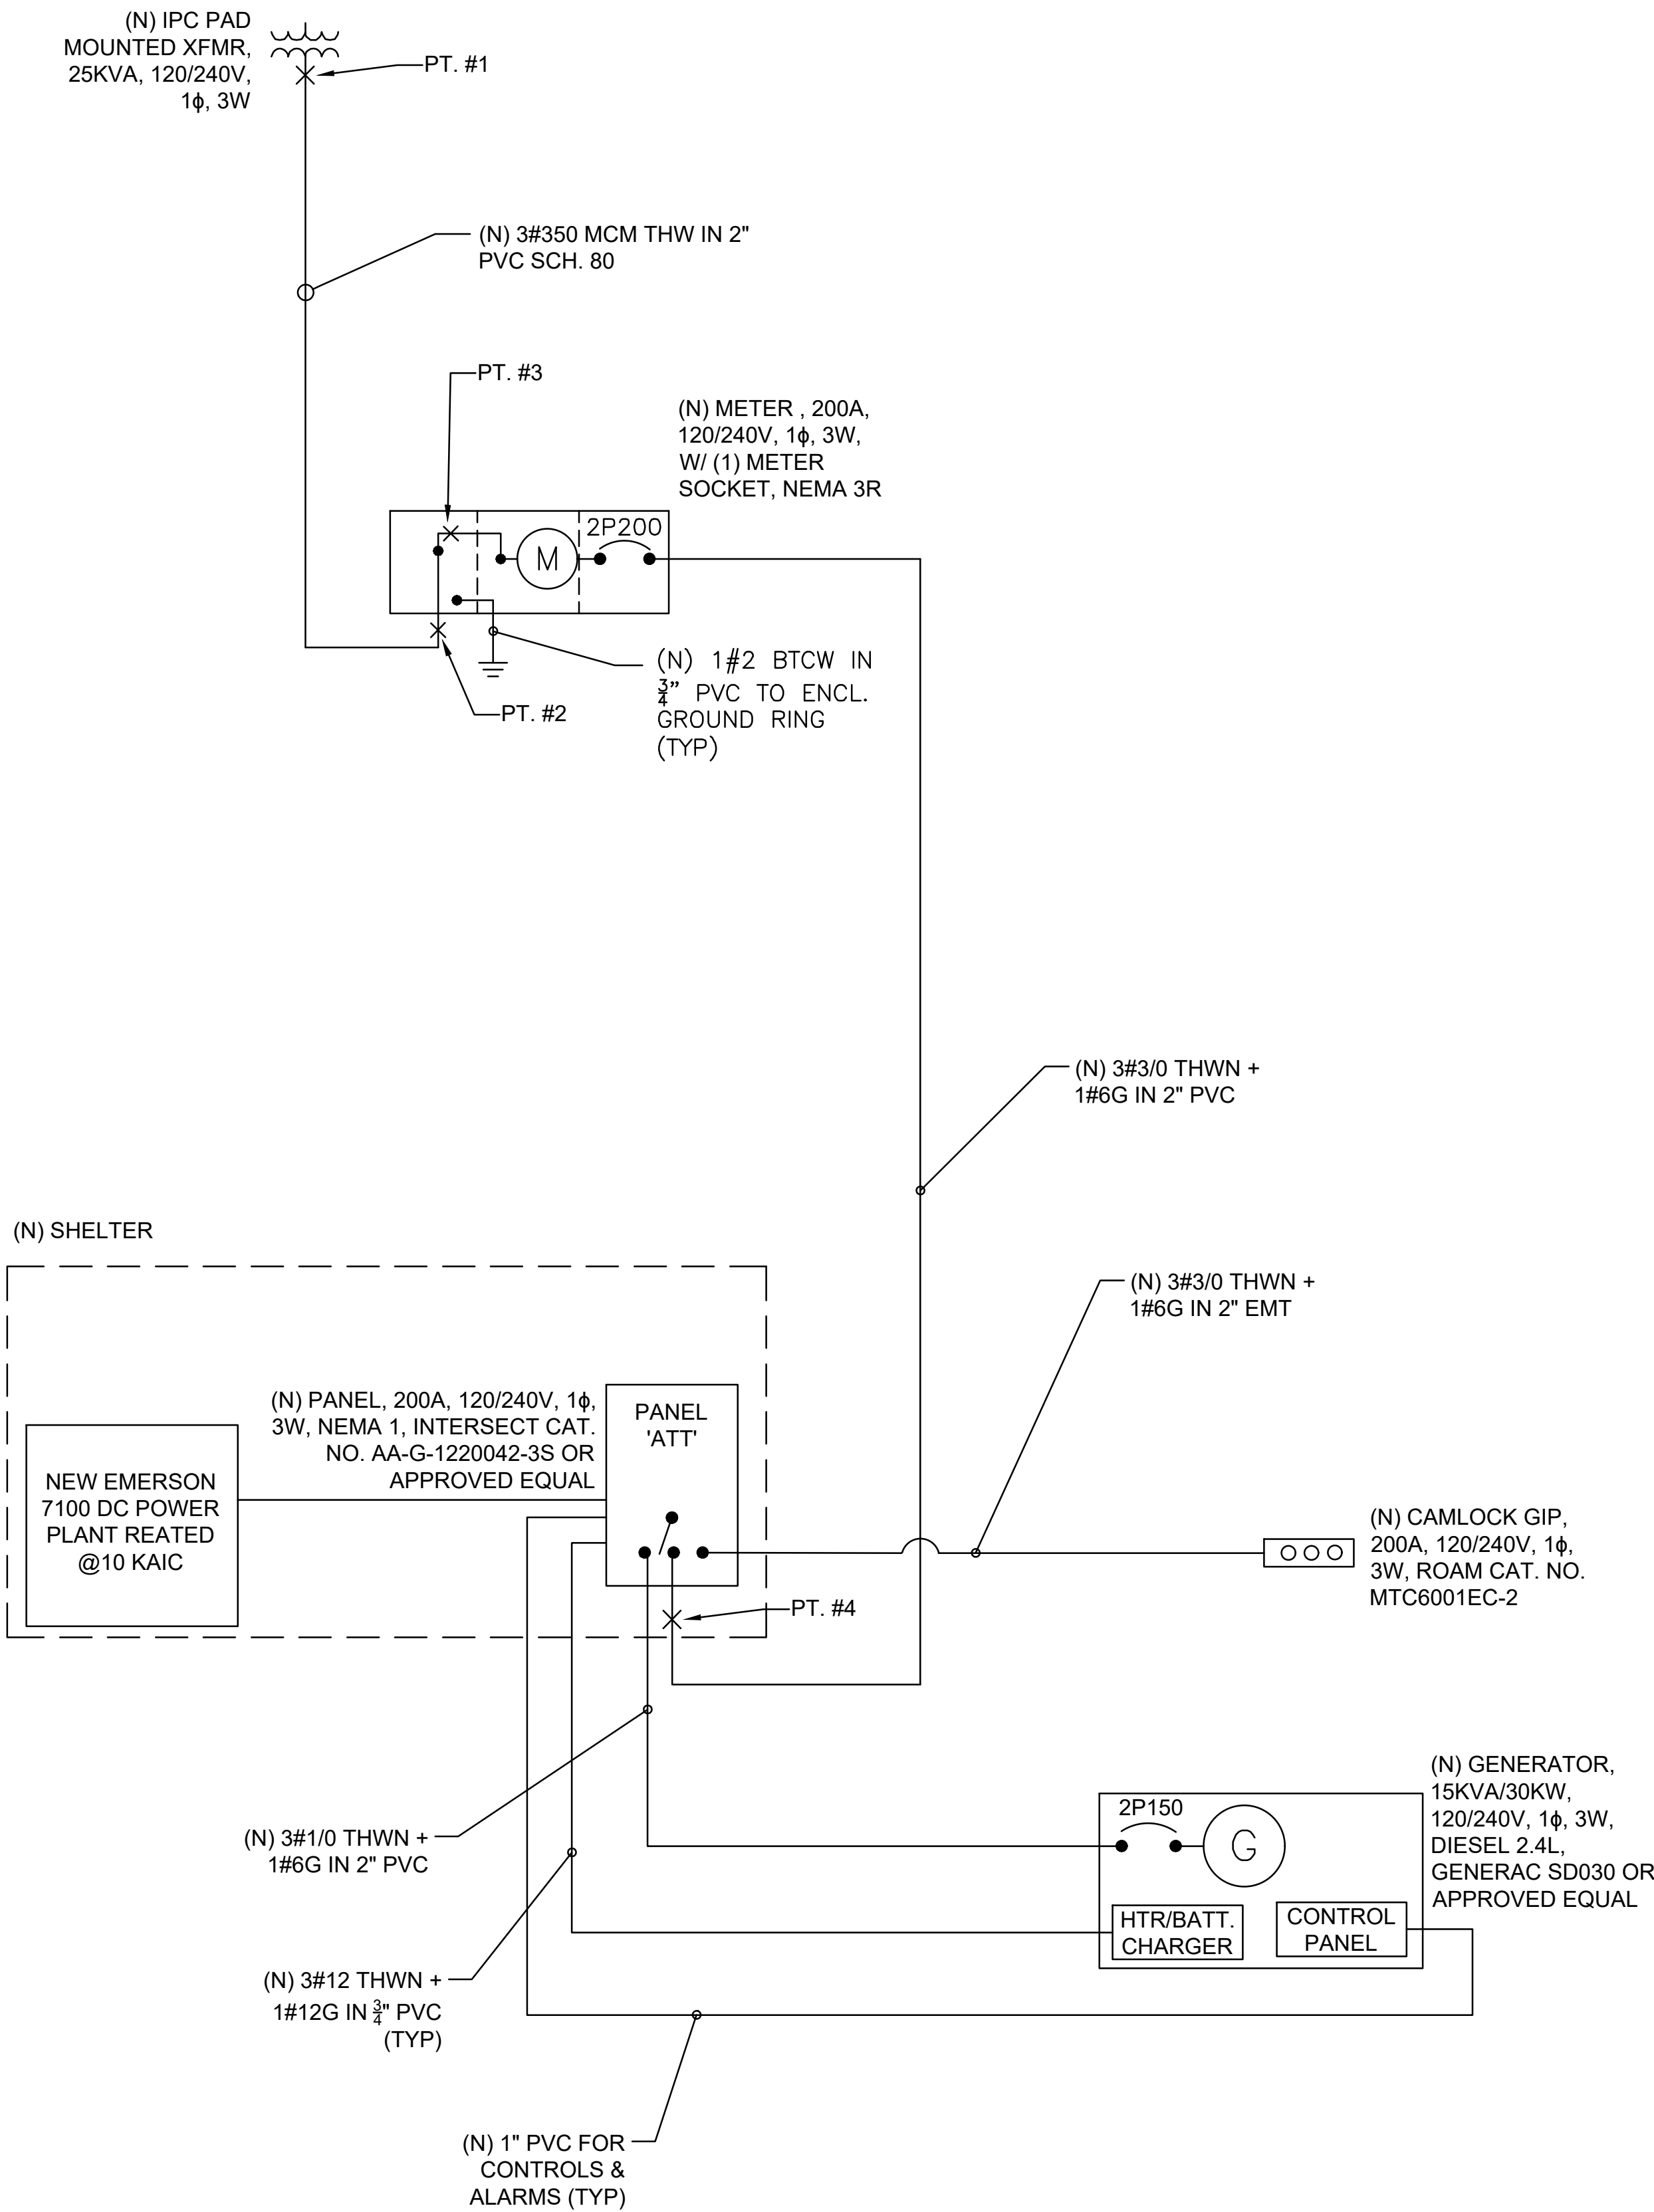 (N) IPC PAD
MOUNTED XFMR,
25KVA, 120/240V,
1ϕ, 3W
PT. #1
(N) 3#350 MCM THW IN 2"
PVC SCH. 80
PT. #3
(N) METER , 200A,
120/240V, 1ϕ, 3W,
W/ (1) METER
SOCKET, NEMA 3R
2P200
M
(N) 1#2 BTCW IN
3/4" PVC TO ENCL.
GROUND RING
(TYP)
PT. #2
(N) 3#3/0 THWN +
1#6G IN 2" PVC
(N) SHELTER
(N) 3#3/0 THWN +
1#6G IN 2" EMT
(N) PANEL, 200A, 120/240V, 1ϕ,
3W, NEMA 1, INTERSECT CAT.
NO. AA-G-1220042-3S OR
APPROVED EQUAL
PANEL
'ATT'
NEW EMERSON
7100 DC POWER
PLANT REATED
@10 KAIC
(N) CAMLOCK GIP,
200A, 120/240V, 1ϕ,
3W, ROAM CAT. NO.
MTC6001EC-2
PT. #4
(N) GENERATOR,
15KVA/30KW,
120/240V, 1ϕ, 3W,
DIESEL 2.4L,
GENERAC SD030 OR
APPROVED EQUAL
2P150
G
HTR/BATT.
CHARGER
CONTROL
PANEL
(N) 3#1/0 THWN +
1#6G IN 2" PVC
(N) 3#12 THWN +
1#12G IN 3/4" PVC
(TYP)
(N) 1" PVC FOR
CONTROLS &
ALARMS (TYP)